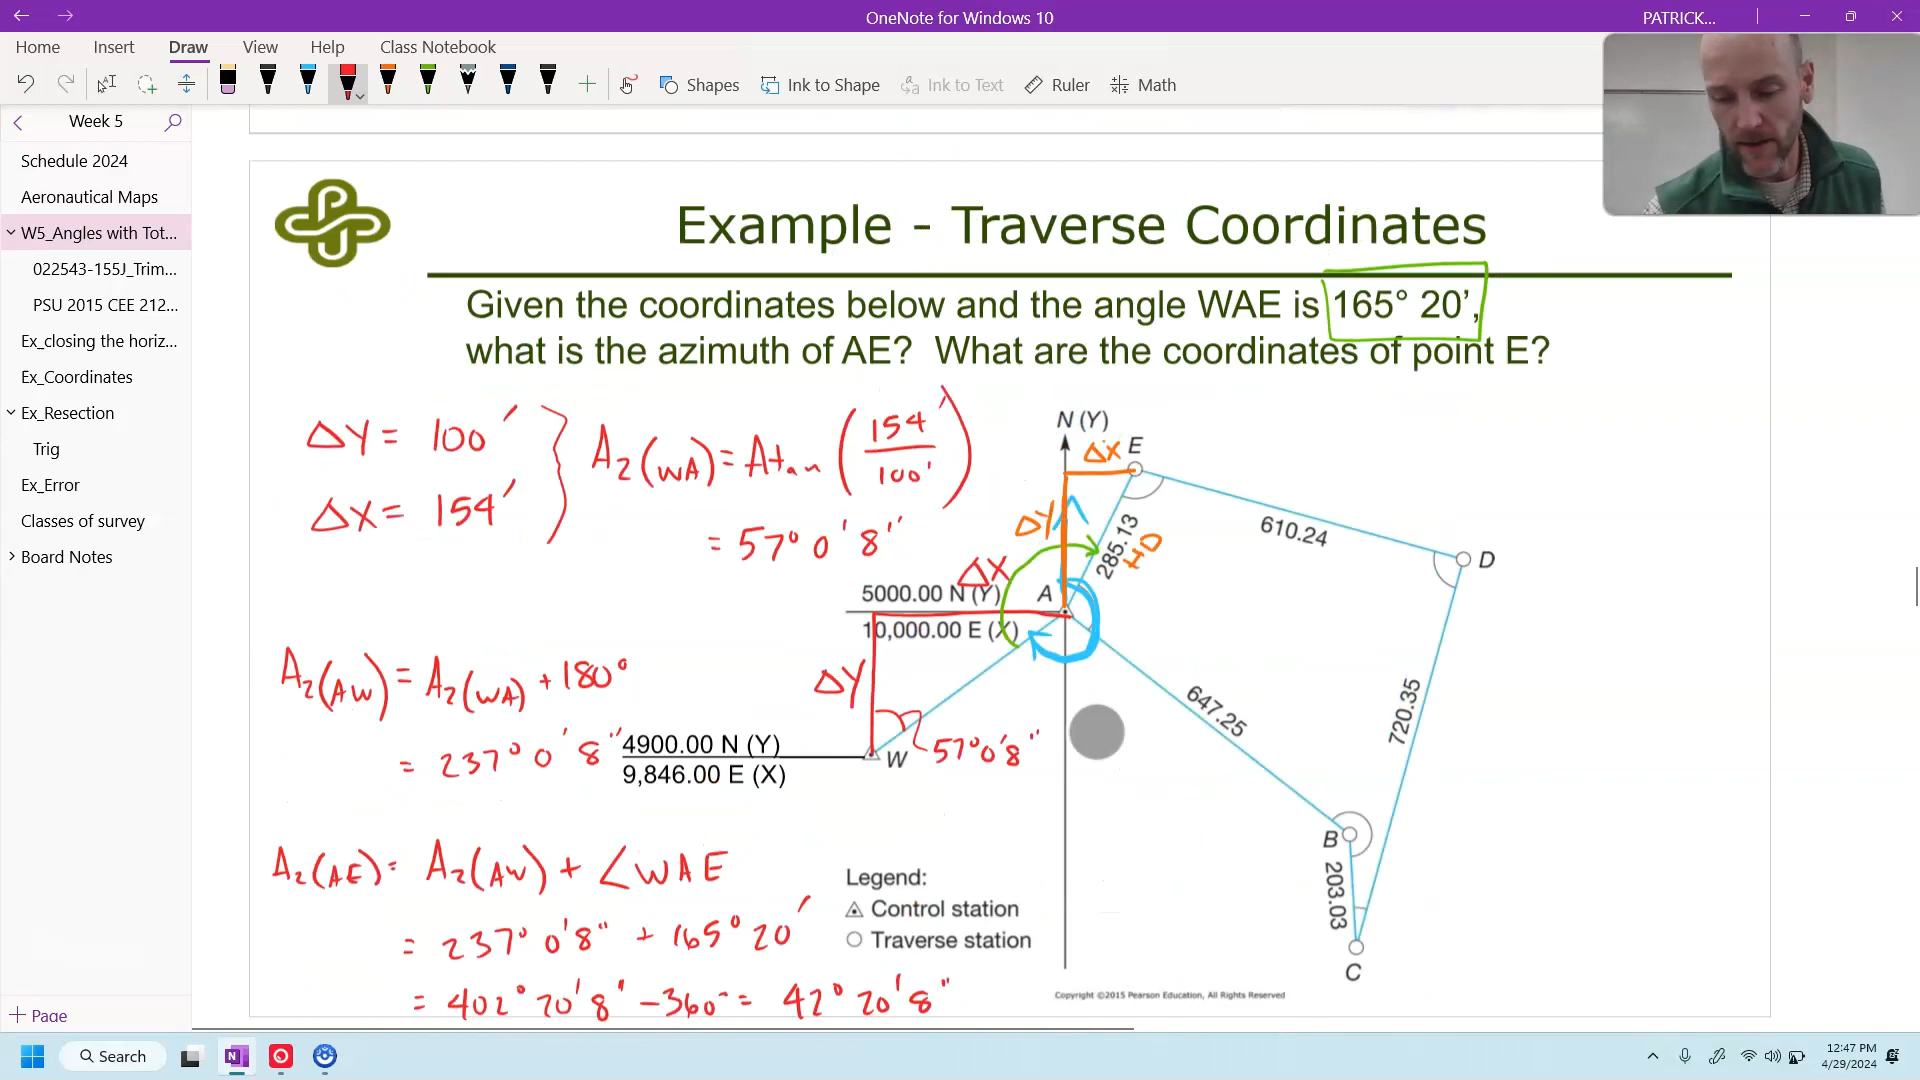 OneNote for Windows 10
PATRICK...
Home Insert Draw View Help Class Notebook
Shapes Ink to Shape Ink to Text Ruler Math
Week 5
Schedule 2024
Aeronautical Maps
W5_Angles with Tot...
022543-155J_Trim...
PSU 2015 CEE 212...
Ex_closing the horiz...
Ex_Coordinates
Ex_Resection
Trig
Ex_Error
Classes of survey
Board Notes
+ Page
Example - Traverse Coordinates
Given the coordinates below and the angle WAE is 165° 20’,
what is the azimuth of AE? What are the coordinates of point E?
ΔY = 100'
ΔX = 154'
Az(WA) = Atan (154' / 100')
= 57° 0' 8"
Az(AW) = Az(WA) + 180°
= 237° 0' 8"
Az(AE) = Az(AW) + ∠WAE
= 237° 0' 8" + 165° 20'
= 402° 20' 8" - 360° = 42° 20' 8"
N (Y)
ΔX
E
ΔY
285.13
HD
610.24
D
ΔX
5000.00 N (Y)
A
10,000.00 E (X)
ΔY
647.25
720.35
4900.00 N (Y)
9,846.00 E (X)
W
57° 0' 8"
B
203.03
C
Legend:
Control station
Traverse station
Copyright ©2015 Pearson Education, All Rights Reserved
Search
12:47 PM
4/29/2024